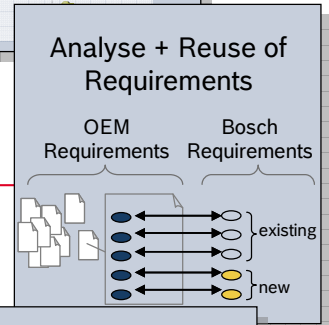 Analyse + Reuse of
Requirements
OEM
Requirements
Bosch
Requirements
existing
new